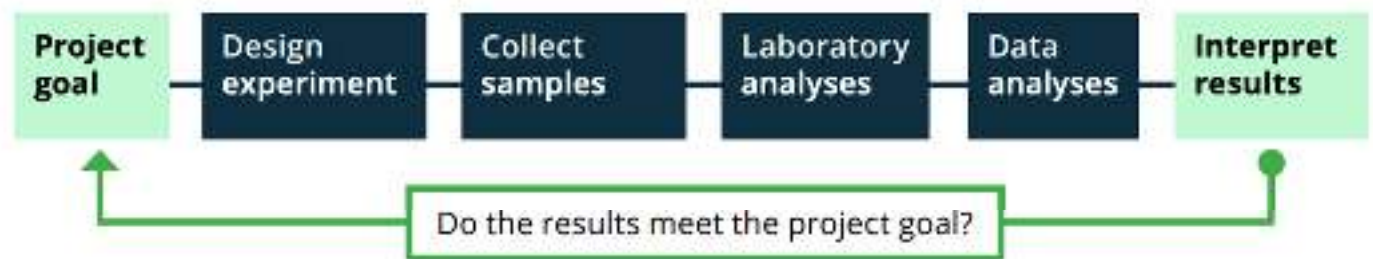 Project
goal
Design
experiment
Collect
samples
Laboratory
analyses
Data
analyses
Interpret
results
Do the results meet the project goal?